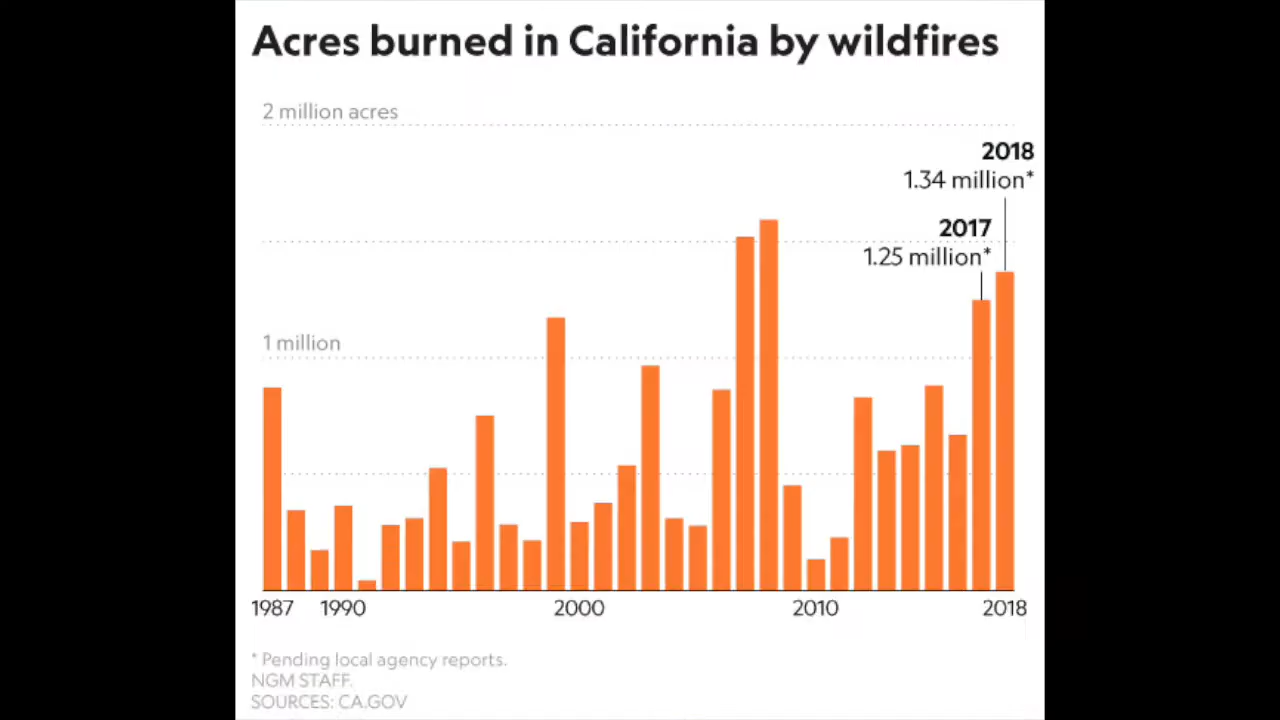 Acres burned in California by wildfires
2 million acres
2018
1.34 million*
2017
1.25 million*
1 million
1987 1990 2000 2010 2018
* Pending local agency reports.
NGM STAFF.
SOURCES: CA.GOV